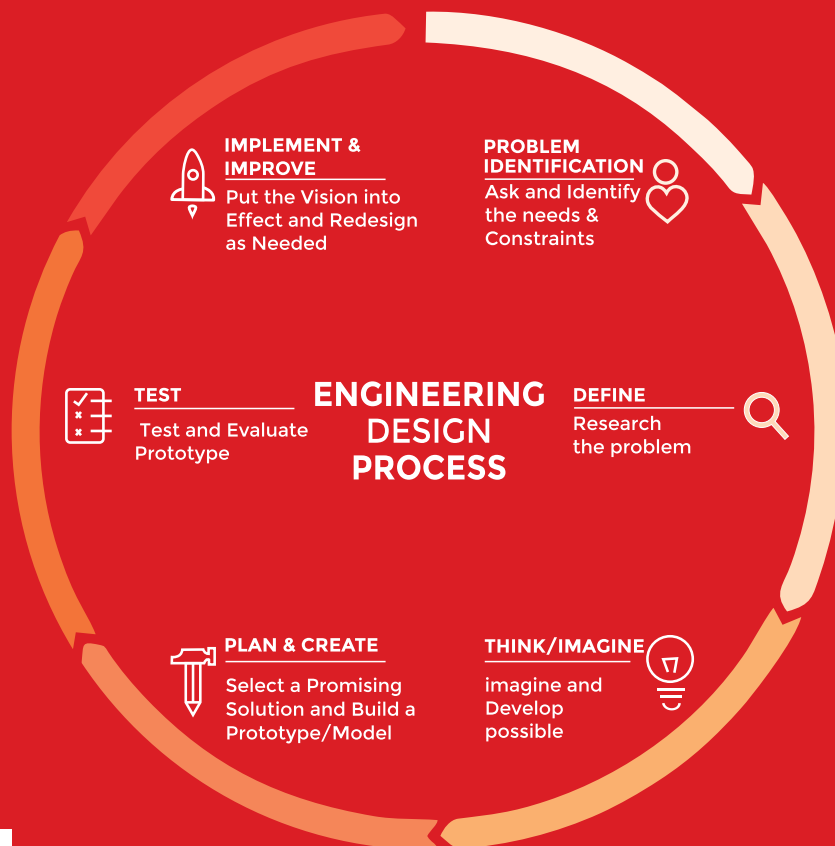 IMPLEMENT &
IMPROVE
Put the Vision into
Effect and Redesign
as Needed
PROBLEM
IDENTIFICATION
Ask and Identify
the needs &
Constraints
TEST
Test and Evaluate
Prototype
ENGINEERING
DESIGN
PROCESS
DEFINE
Research
the problem
PLAN & CREATE
Select a Promising
Solution and Build a
Prototype/Model
THINK/IMAGINE
imagine and
Develop
possible